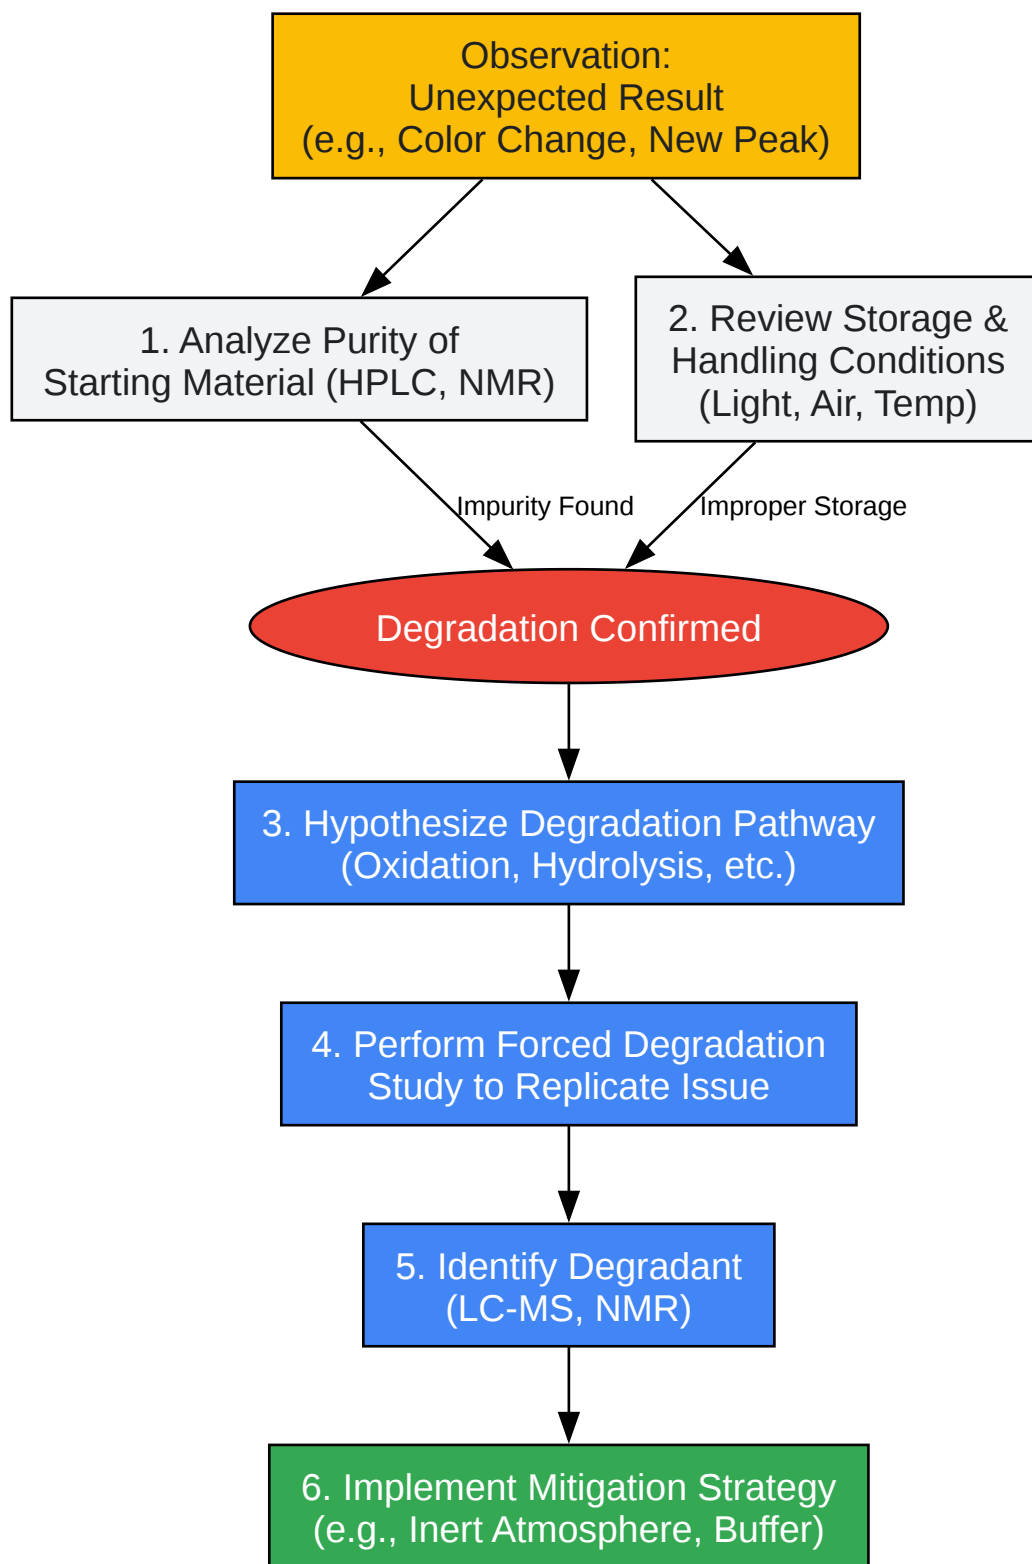 Observation:
Unexpected Result
(e.g., Color Change, New Peak)
1. Analyze Purity of
Starting Material (HPLC, NMR)
2. Review Storage &
Handling Conditions
(Light, Air, Temp)
Impurity Found
Improper Storage
Degradation Confirmed
3. Hypothesize Degradation Pathway
(Oxidation, Hydrolysis, etc.)
4. Perform Forced Degradation
Study to Replicate Issue
5. Identify Degradant
(LC-MS, NMR)
6. Implement Mitigation Strategy
(e.g., Inert Atmosphere, Buffer)